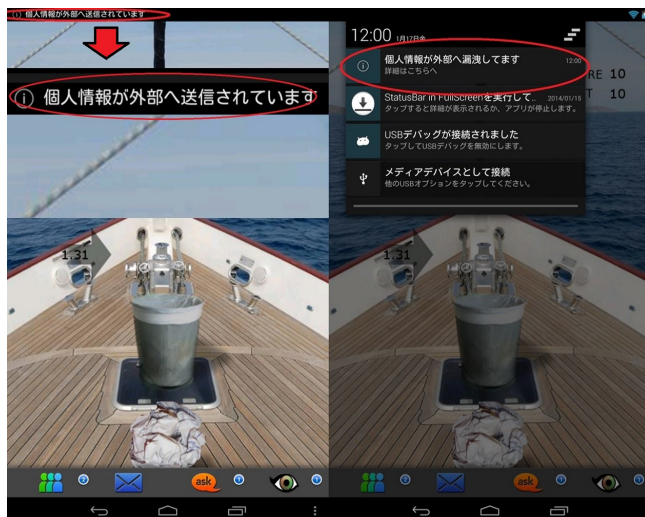 個人情報が外部へ送信されています
個人情報が外部へ送信されています
1.31
ask
12:00 1月17日金
個人情報が外部へ漏洩してます 12:00
詳細はこちらへ
StatusBar in FullScreenを実行して.. 2014/01/15
タップすると詳細が表示されるか、アプリが停止します。
USBデバッグが接続されました
タップしてUSBデバッグを無効にします。
メディアデバイスとして接続
他のUSBオプションをタップしてください。
RE 10
T 10
1.31
ask